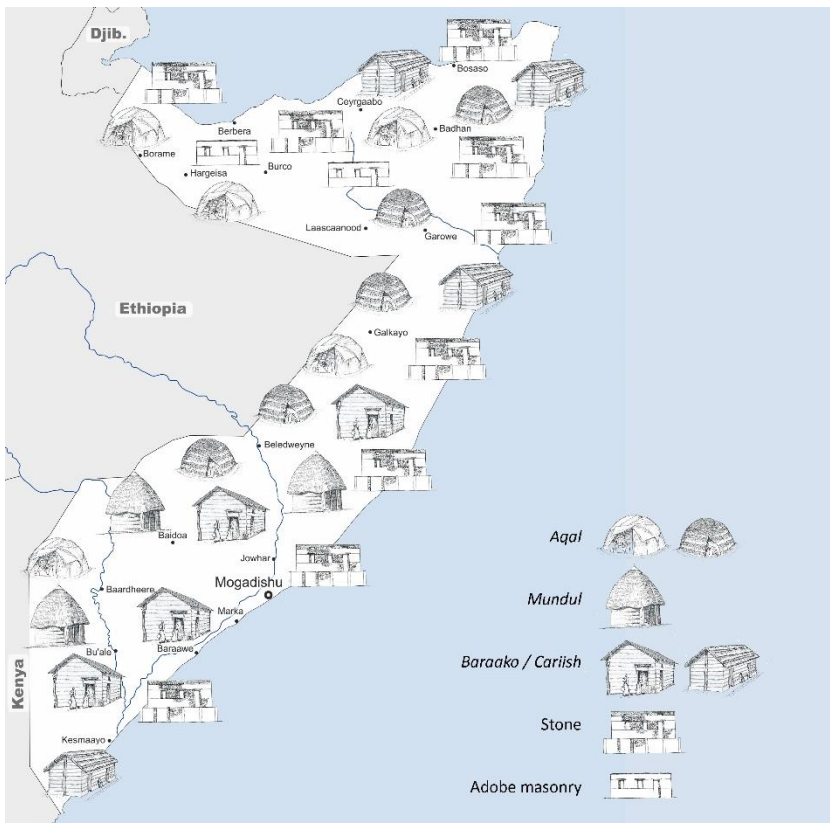 Djib.
Bosaso
Ceyrgaabo
Berbera
Badhan
Borame
Hargeisa
Burco
Laascaanood
Garowe
Ethiopia
Galkayo
Beledweyne
Baidoa
Jowhar
Mogadishu
Baardheere
Marka
Bu'ale
Baraawe
Kenya
Kesmaayo
Aqal
Mundul
Baraako / Cariish
Stone
Adobe masonry